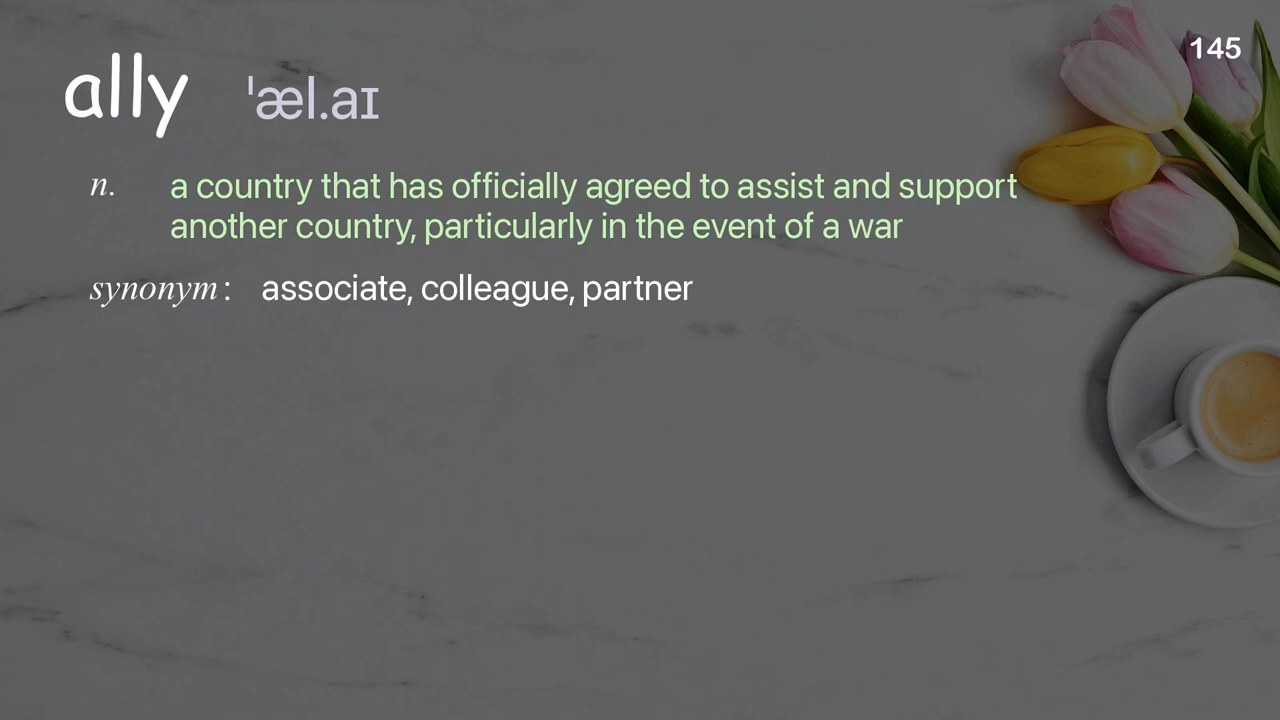 145
ally ˈæl.aɪ
n. a country that has officially agreed to assist and support
another country, particularly in the event of a war
synonym: associate, colleague, partner